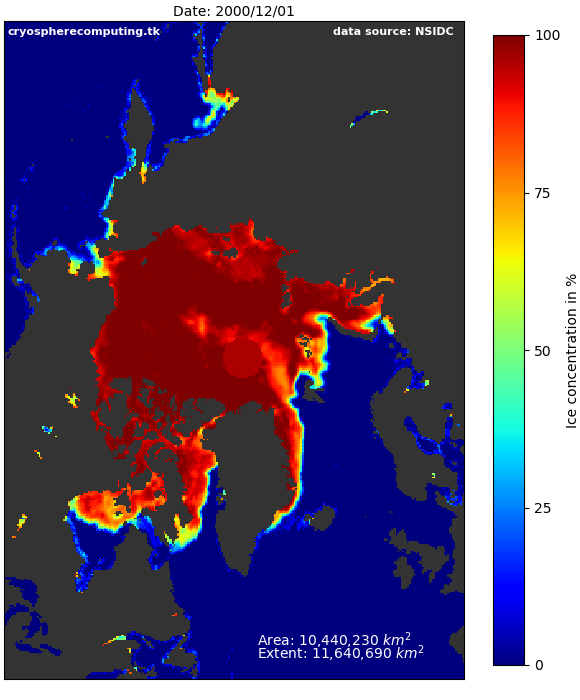 Date: 2000/12/01
cryospherecomputing.tk
data source: NSIDC
100
75
50
25
0
Ice concentration in %
Area: 10,440,230 km²
Extent: 11,640,690 km²